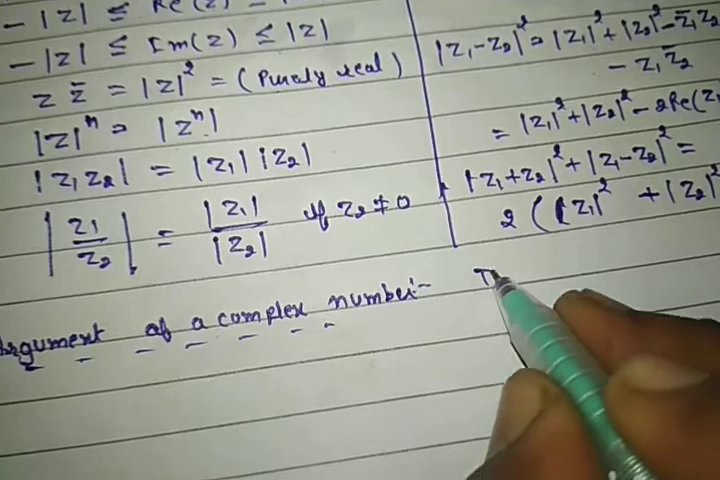 - |z| ≤ Re(z) ≤
- |z| ≤ Im(z) ≤ |z|
z z̄ = |z|² = (Purely real)
|z|ⁿ = |zⁿ|
|z₁z₂| = |z₁| |z₂|
|z₁/z₂| = |z₁|/|z₂| if z₂ ≠ 0
|z₁-z₂|² = |z₁|² + |z₂|² - z̄₁z₂
- z₁z̄₂
= |z₁|² + |z₂|² - 2Re(z₁
|z₁+z₂|² + |z₁-z₂|² =
2 (|z₁|² + |z₂|²
Argument of a complex number:-